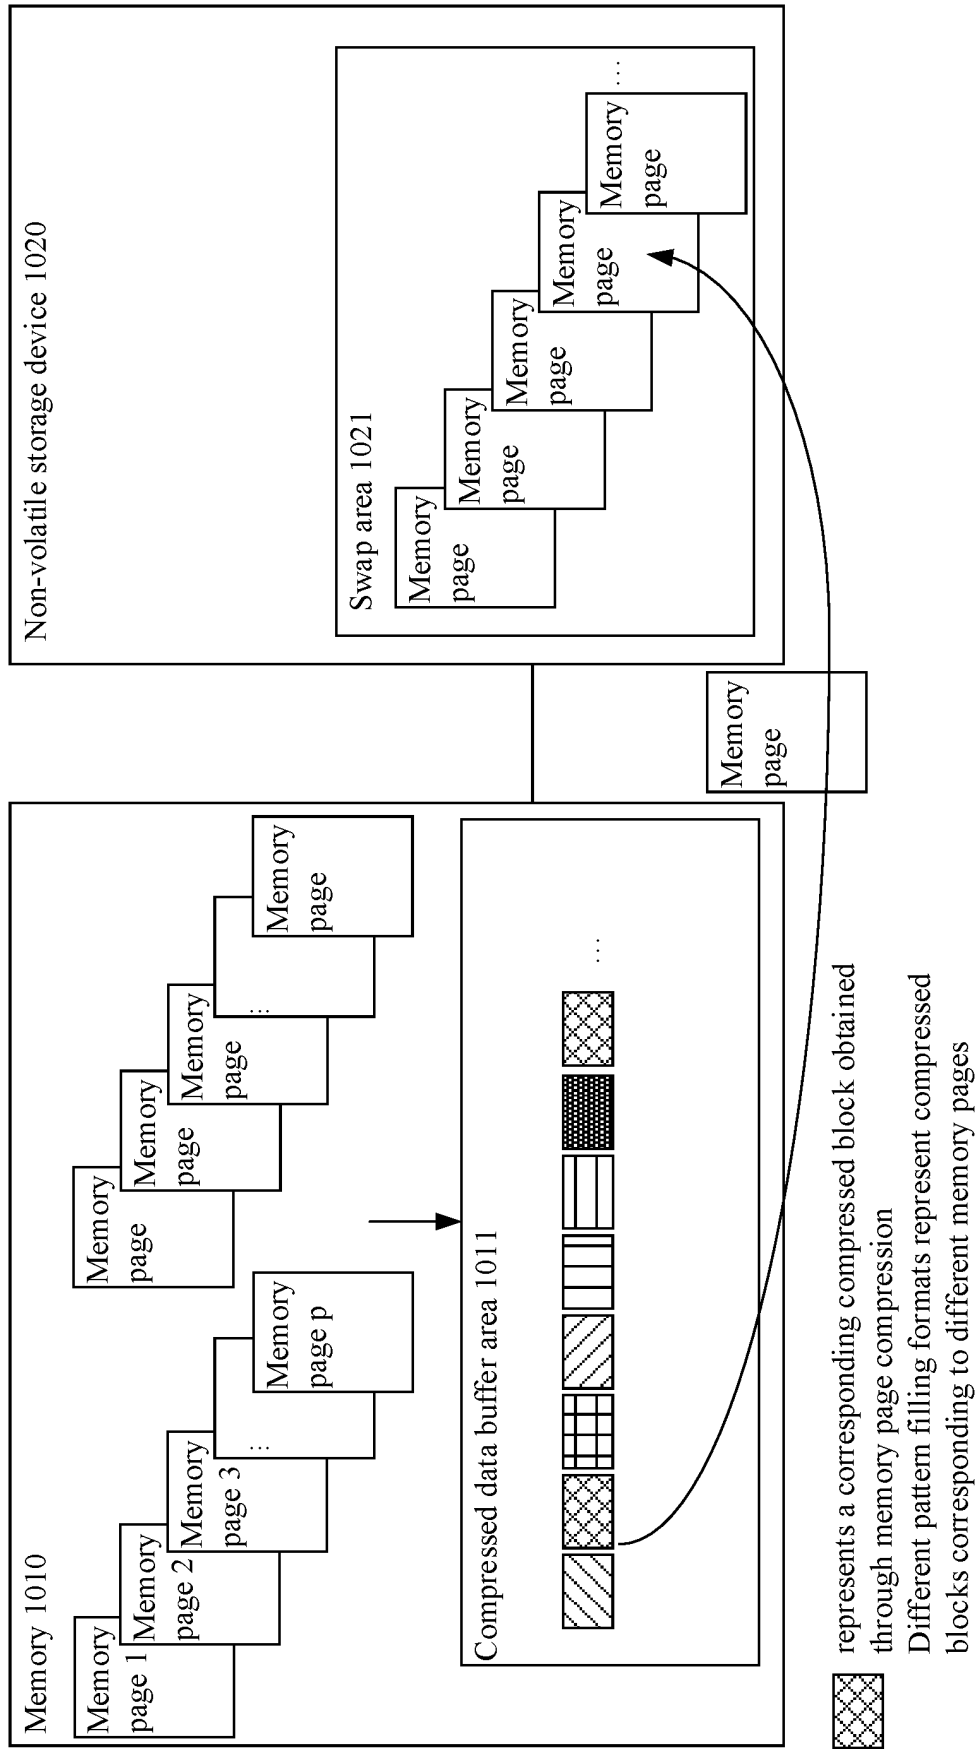 Memory 1010
Memory
page 1
Memory
page 2
Memory
page 3
...
Memory
page p
Memory
page
Memory
page
Memory
page
...
Memory
page
Compressed data buffer area 1011
...
Memory
page
Non-volatile storage device 1020
Swap area 1021
Memory
page
Memory
page
Memory
page
Memory
page
Memory
page
...
represents a corresponding compressed block obtained
through memory page compression
Different pattern filling formats represent compressed
blocks corresponding to different memory pages